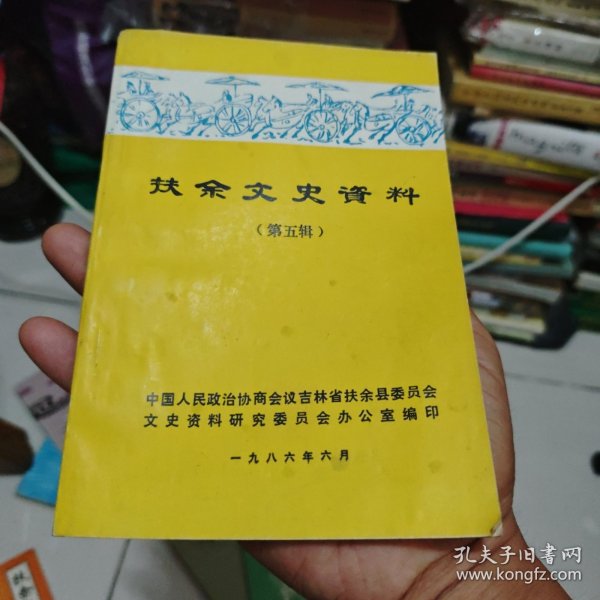 扶余文史資料
（第五辑）
中国人民政治协商会议吉林省扶余县委员会
文史资料研究委员会办公室编印
一九八六年六月
孔夫子旧書网
www.kongfz.com